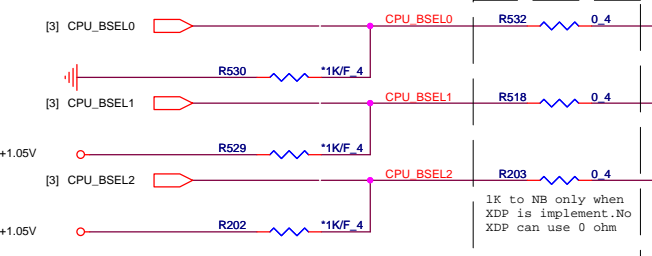 [3] CPU_BSEL0 CPU_BSEL0 R532 0_4
R530 *1K/F_4
[3] CPU_BSEL1 CPU_BSEL1 R518 0_4
+1.05V R529 *1K/F_4
[3] CPU_BSEL2 CPU_BSEL2 R203 0_4
1K to NB only when
XDP is implement.No
XDP can use 0 ohm
+1.05V R202 *1K/F_4